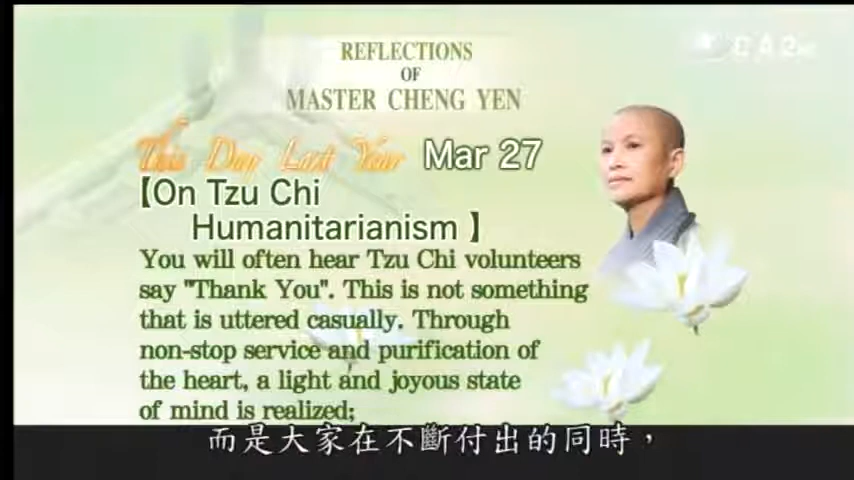 REFLECTIONS
OF
MASTER CHENG YEN
This Day Last Year Mar 27
【On Tzu Chi
Humanitarianism】
You will often hear Tzu Chi volunteers
say "Thank You". This is not something
that is uttered casually. Through
non-stop service and purification of
the heart, a light and joyous state
of mind is realized;
而是大家在不斷付出的同時，